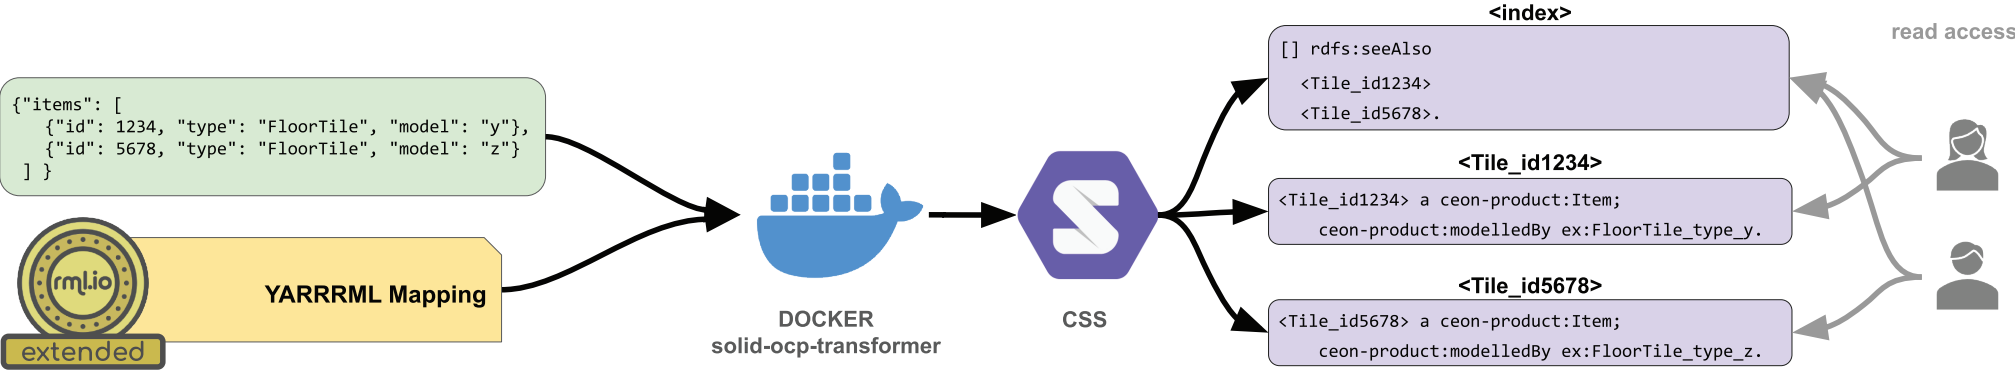 {"items": [
{"id": 1234, "type": "FloorTile", "model": "y"},
{"id": 5678, "type": "FloorTile", "model": "z"}
] }
rml.io
extended
YARRRML Mapping
DOCKER
solid-ocp-transformer
CSS
<index>
[] rdfs:seeAlso
<Tile_id1234>
<Tile_id5678>.
<Tile_id1234>
<Tile_id1234> a ceon-product:Item;
ceon-product:modelledBy ex:FloorTile_type_y.
<Tile_id5678>
<Tile_id5678> a ceon-product:Item;
ceon-product:modelledBy ex:FloorTile_type_z.
read access